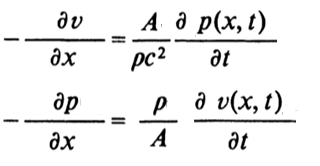 − ∂v/∂x = A/ρc² ∂ p(x, t)/∂t
− ∂p/∂x = ρ/A ∂ v(x, t)/∂t